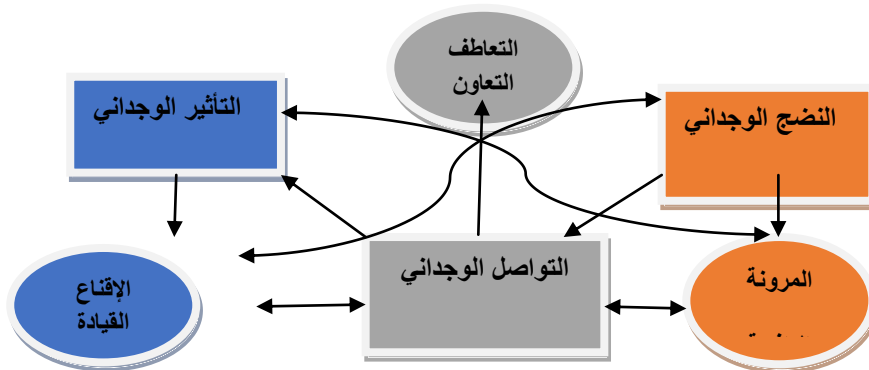 التعاطف
التعاون
النضج الوجداني
التأثير الوجداني
التواصل الوجداني
المرونة
الإقناع
القيادة